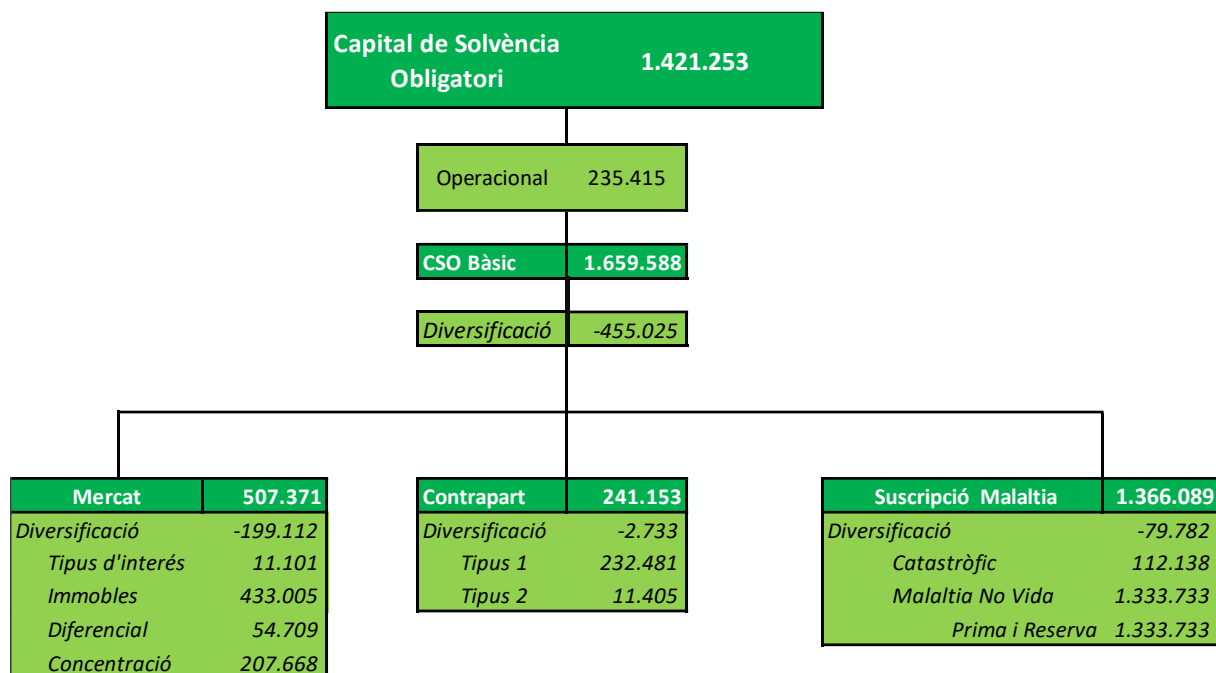 Capital de Solvència
Obligatori 1.421.253
Operacional 235.415
CSO Bàsic 1.659.588
Diversificació -455.025
Mercat 507.371
Diversificació -199.112
Tipus d'interés 11.101
Immobles 433.005
Diferencial 54.709
Concentració 207.668
Contrapart 241.153
Diversificació -2.733
Tipus 1 232.481
Tipus 2 11.405
Suscripció Malaltia 1.366.089
Diversificació -79.782
Catastròfic 112.138
Malaltia No Vida 1.333.733
Prima i Reserva 1.333.733